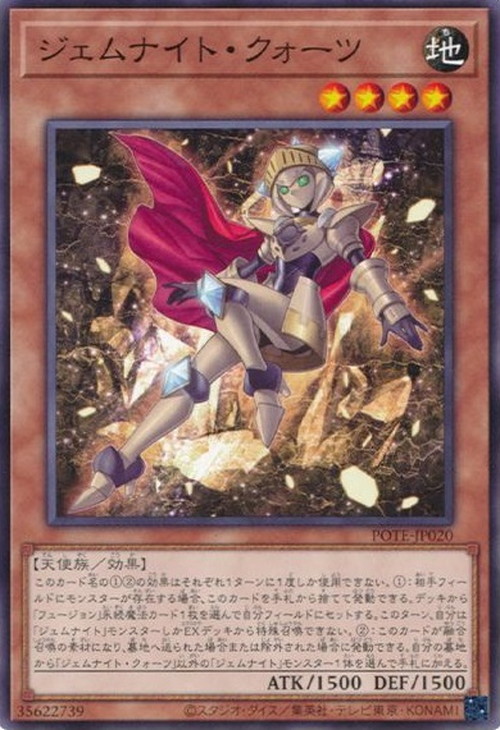 ジェムナイト・クォーツ
地
POTE-JP020
【天使族／効果】
このカード名の①②の効果はそれぞれ１ターンに１度しか使用できない。①：相手フィー
ルドにモンスターが存在する場合、このカードを手札から捨てて発動できる。デッキから
「フュージョン」永続魔法カード１枚を選んで自分フィールドにセットする。このターン、自分は
「ジェムナイト」モンスターしかEXデッキから特殊召喚できない。②：このカードが融合
召喚の素材になり、墓地へ送られた場合または除外された場合に発動できる。自分の墓地
から「ジェムナイト・クォーツ」以外の「ジェムナイト」モンスター１体を選んで手札に加える。
ATK/1500 DEF/1500
35622739 ©スタジオ・ダイス／集英社・テレビ東京・KONAMI